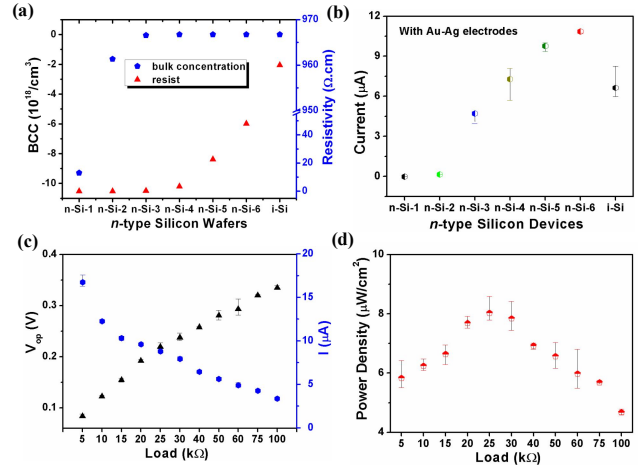 (a)
BCC (10^18/cm^3)
0
-2
-4
-6
-8
-10
bulk concentration
resist
970
960
950
40
20
0
Resistivity (Ω.cm)
n-Si-1 n-Si-2 n-Si-3 n-Si-4 n-Si-5 n-Si-6 i-Si
n-type Silicon Wafers
(b)
Current (μA)
12
9
6
3
0
With Au-Ag electrodes
n-Si-1 n-Si-2 n-Si-3 n-Si-4 n-Si-5 n-Si-6 i-Si
n-type Silicon Devices
(c)
V_op (V)
0.4
0.3
0.2
0.1
20
15
10
5
0
I (μA)
5 10 15 20 25 30 40 50 60 75 100
Load (kΩ)
(d)
Power Density (μW/cm^2)
10
8
6
4
5 10 15 20 25 30 40 50 60 75 100
Load (kΩ)